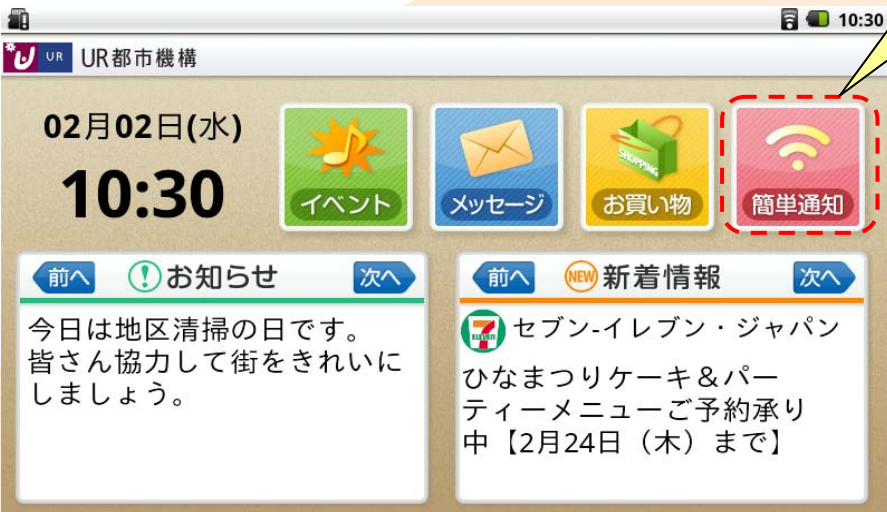 10:30
UR UR都市機構
02月02日(水)
10:30
イベント
メッセージ
SHOPPING
お買い物
簡単通知
前へ
お知らせ
次へ
今日は地区清掃の日です。
皆さん協力して街をきれいに
しましょう。
前へ
NEW 新着情報
次へ
7 ELEVEN セブン-イレブン・ジャパン
ひなまつりケーキ&パー
ティーメニューご予約承り
中【2月24日（木）まで】